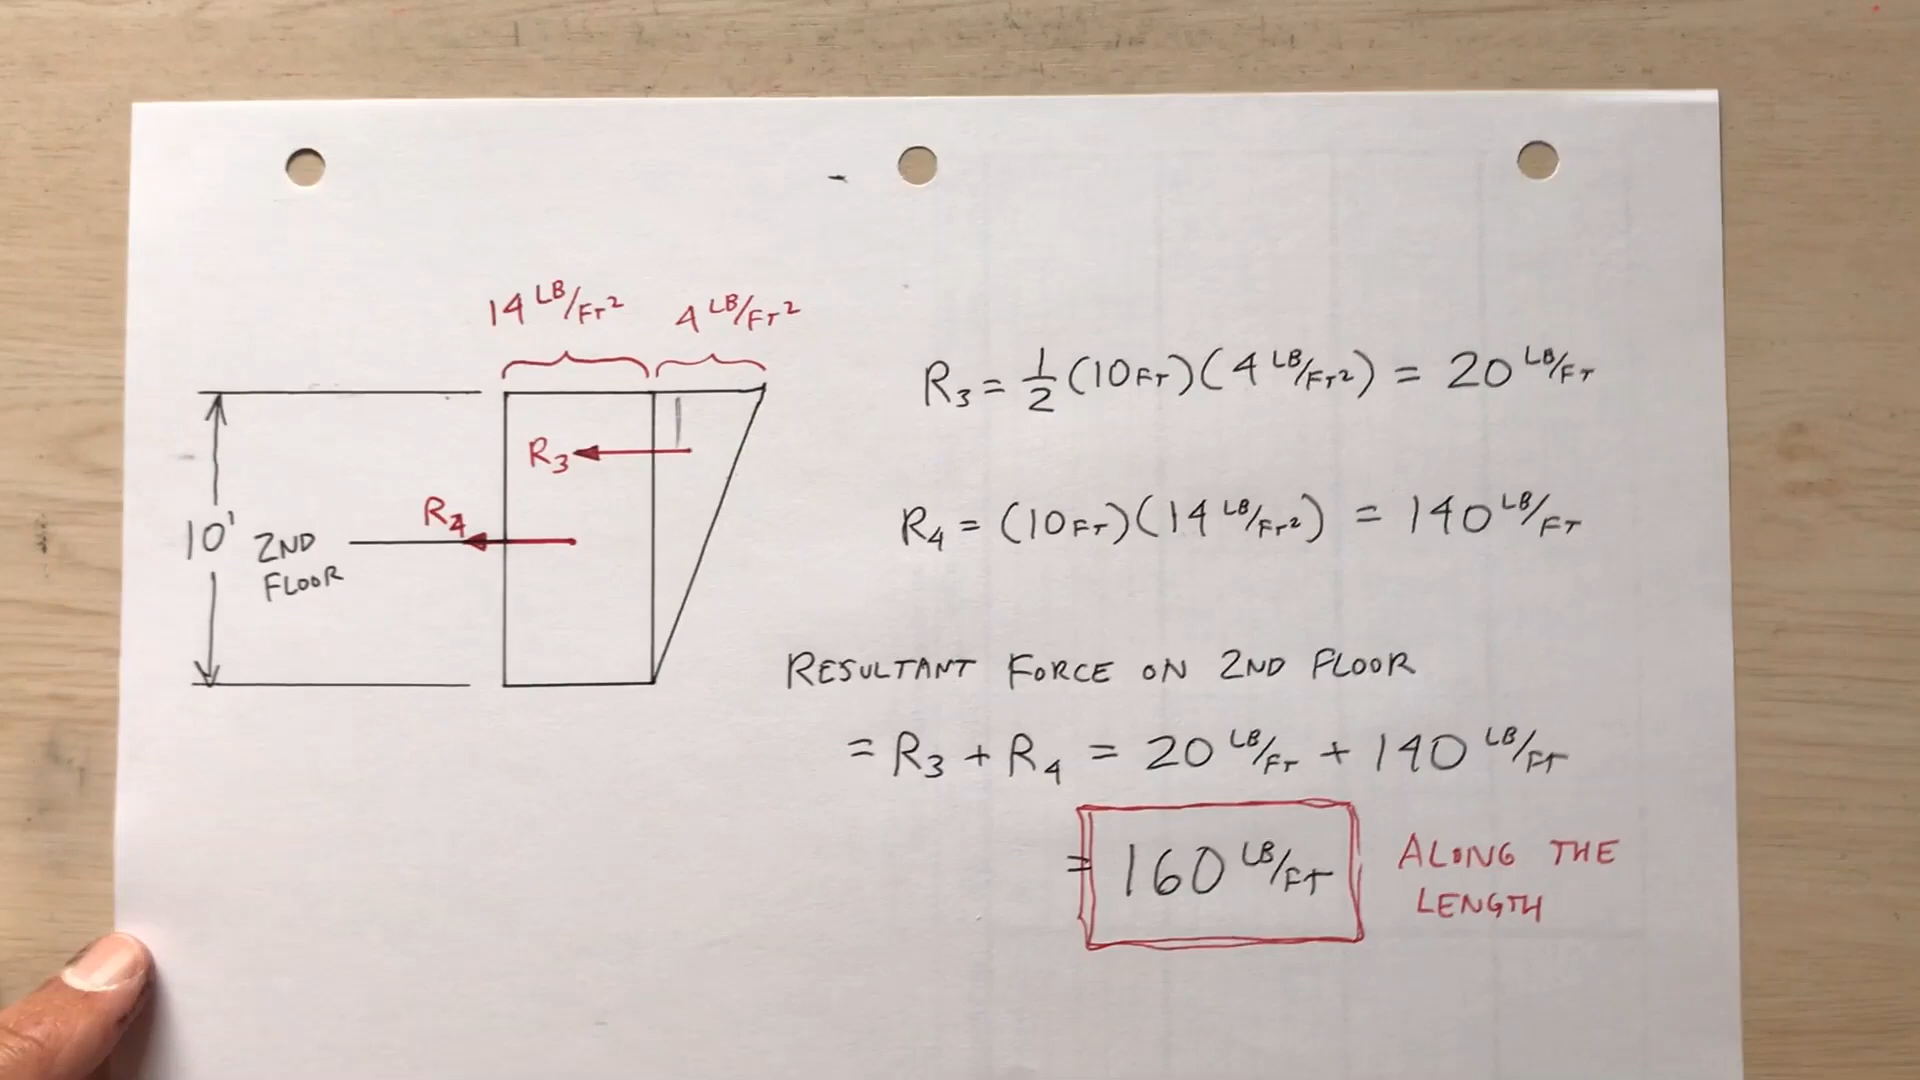 14 LB/FT²
4 LB/FT²
R₃
R₄
10'
2ND
FLOOR
R₃ = 1/2 (10FT)(4 LB/FT²) = 20 LB/FT
R₄ = (10FT)(14 LB/FT²) = 140 LB/FT
RESULTANT FORCE ON 2ND FLOOR
= R₃ + R₄ = 20 LB/FT + 140 LB/FT
= 160 LB/FT
ALONG THE
LENGTH